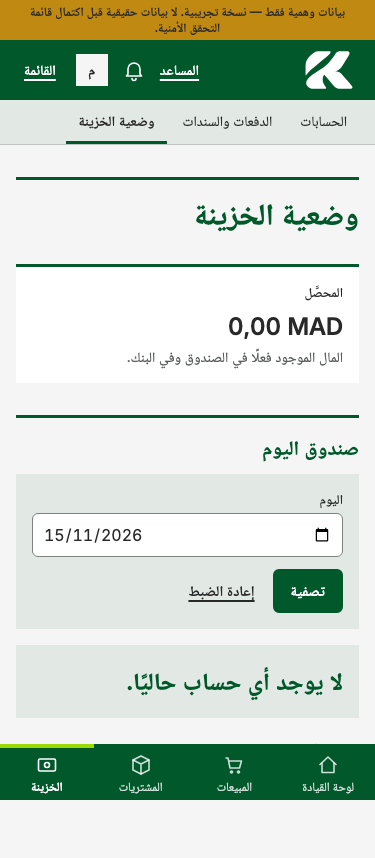 بيانات وهمية فقط — نسخة تجريبية. لا بيانات حقيقية قبل اكتمال قائمة
التحقق الأمنية.
المساعد
م
القائمة
الحسابات
الدفعات والسندات
وضعية الخزينة
وضعية الخزينة
المحصَّل
0,00 MAD
المال الموجود فعلًا في الصندوق وفي البنك.
صندوق اليوم
اليوم
15/11/2026
تصفية
إعادة الضبط
لا يوجد أي حساب حاليًا.
لوحة القيادة
المبيعات
المشتريات
الخزينة